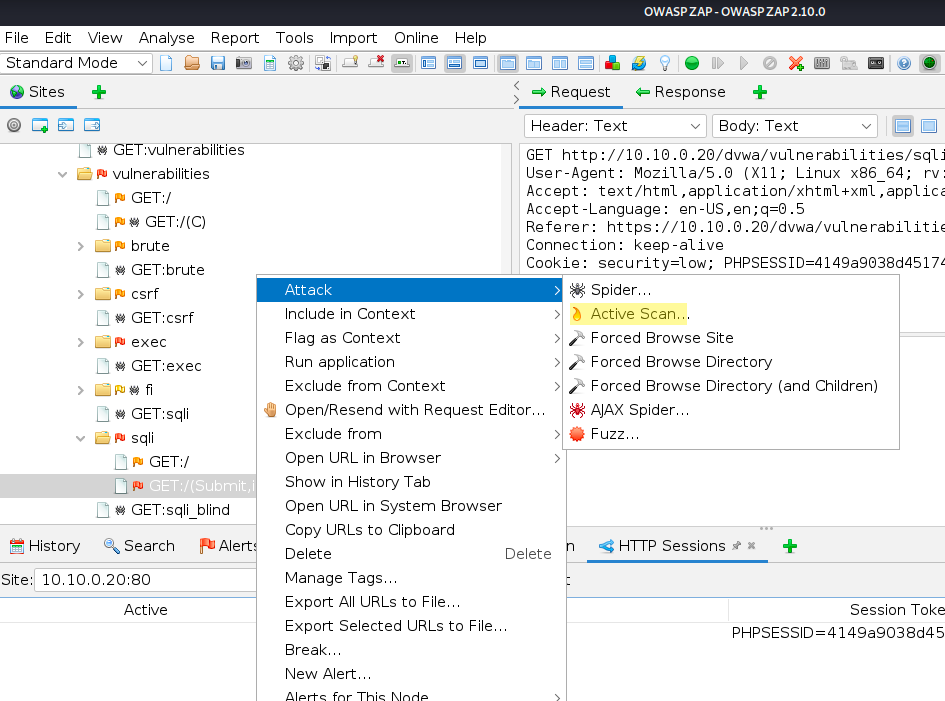 OWASP ZAP - OWASP ZAP 2.10.0
File Edit View Analyse Report Tools Import Online Help
Standard Mode
Sites
Request Response
Header: Text Body: Text
GET:vulnerabilities
vulnerabilities
GET:/
GET:/(C)
brute
GET:brute
csrf
GET:csrf
exec
GET:exec
fi
GET:sqli
sqli
GET:/
GET:/(Submit,i
GET:sqli_blind
GET http://10.10.0.20/dvwa/vulnerabilities/sqli
User-Agent: Mozilla/5.0 (X11; Linux x86_64; rv:
Accept: text/html,application/xhtml+xml,applica
Accept-Language: en-US,en;q=0.5
Referer: https://10.10.0.20/dvwa/vulnerabilitie
Connection: keep-alive
Cookie: security=low; PHPSESSID=4149a9038d45174
Attack
Include in Context
Flag as Context
Run application
Exclude from Context
Open/Resend with Request Editor...
Exclude from
Open URL in Browser
Show in History Tab
Open URL in System Browser
Copy URLs to Clipboard
Delete Delete
Manage Tags...
Export All URLs to File...
Export Selected URLs to File...
Break...
New Alert...
Alerts for This Node
Spider...
Active Scan...
Forced Browse Site
Forced Browse Directory
Forced Browse Directory (and Children)
AJAX Spider...
Fuzz...
History Search Alerts
HTTP Sessions
Site: 10.10.0.20:80
Active
Session Toke
PHPSESSID=4149a9038d45